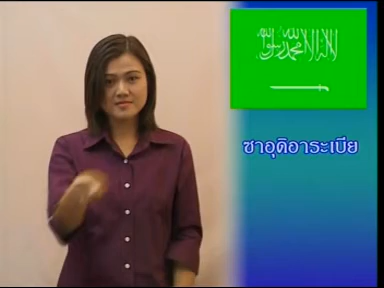 لا إله إلا الله محمد رسول الله
ซาอุดิอาระเบีย